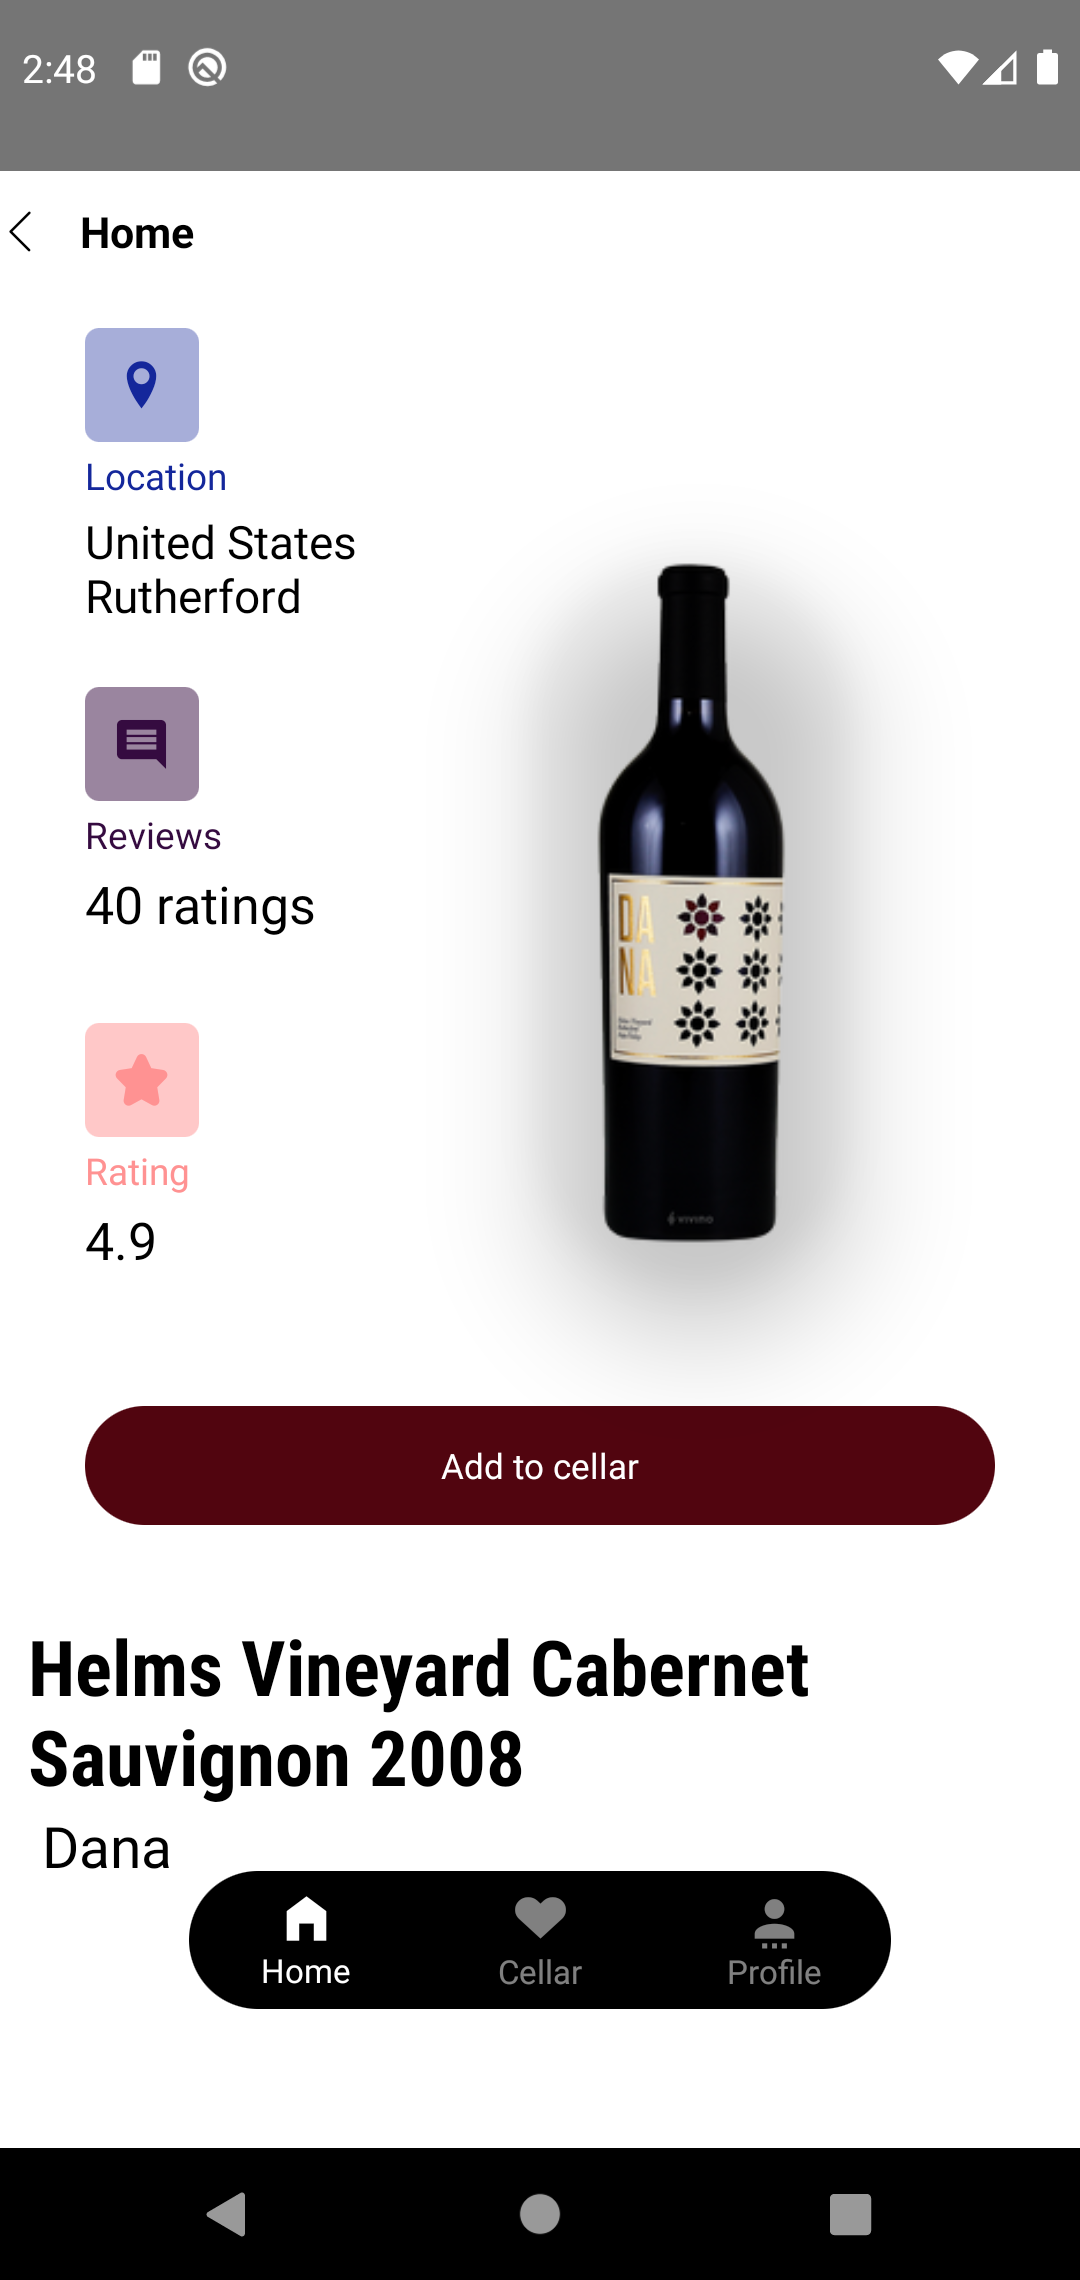 2:48
Home
Location
United States
Rutherford
Reviews
40 ratings
Rating
4.9
DA
NA
VIVINO
Add to cellar
Helms Vineyard Cabernet
Sauvignon 2008
Dana
Home
Cellar
Profile